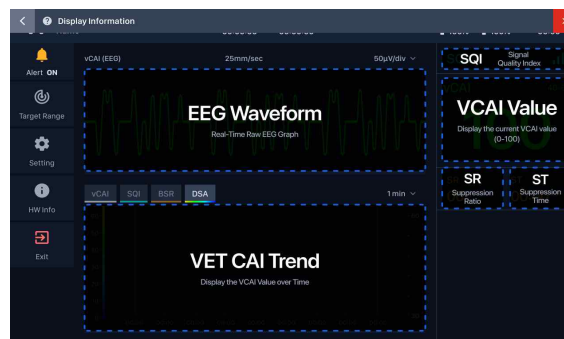 Display Information
Alert ON
Target Range
Setting
HW info
Exit
vCAI (EEG)
25mm/sec
50μV/div
EEG Waveform
Real-Time Raw EEG Graph
vCAI
SQI
BSR
DSA
1 min
VET CAI Trend
Display the VCAI Value over Time
SQI
Signal
Quality Index
VCAI Value
Display the current VCAI value
(0-100)
SR
Suppression
Ratio
ST
Suppression
Time